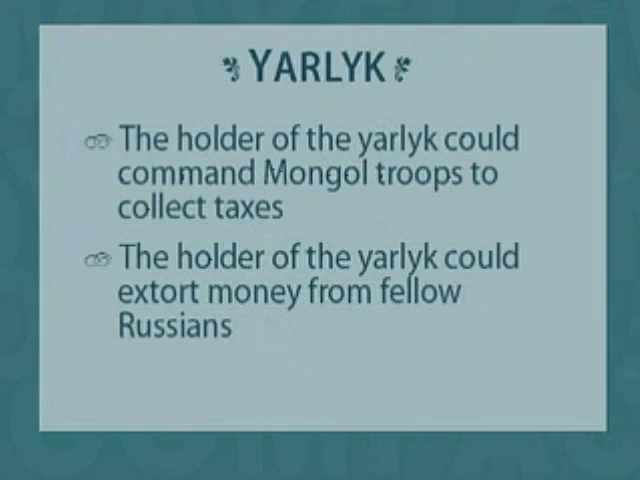 YARLYK
The holder of the yarlyk could
command Mongol troops to
collect taxes
The holder of the yarlyk could
extort money from fellow
Russians